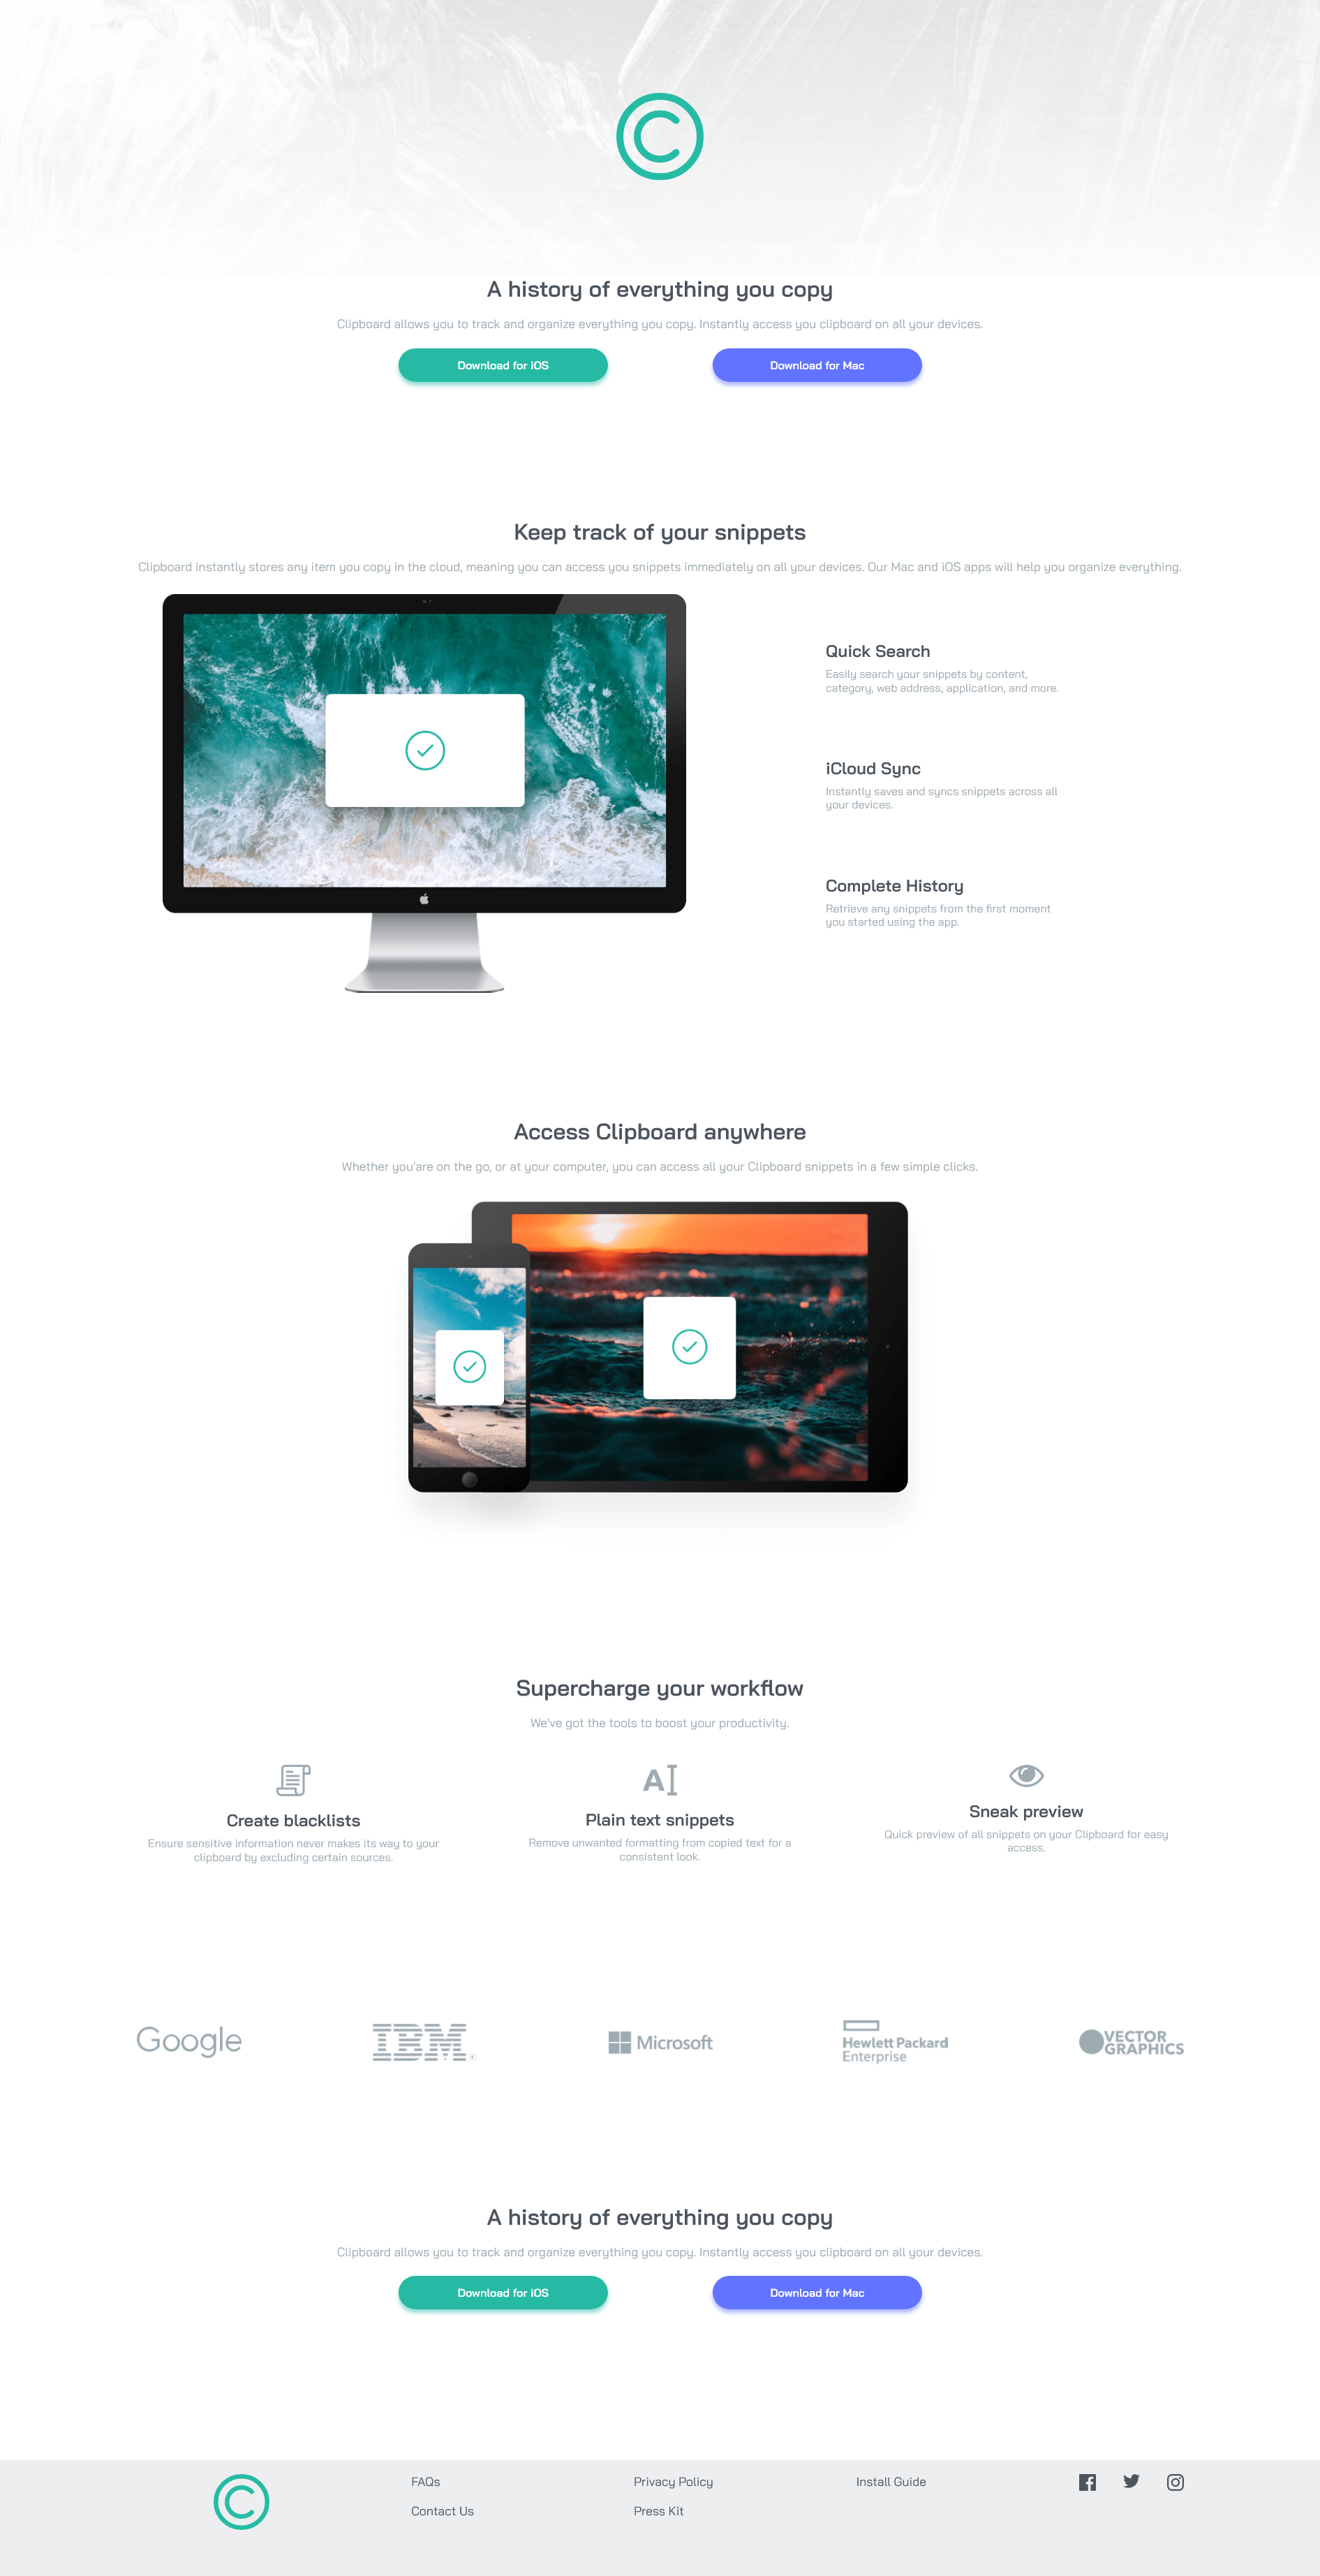 A history of everything you copy
Clipboard allows you to track and organize everything you copy. Instantly access you clipboard on all your devices.
Download for iOS
Download for Mac
Keep track of your snippets
Clipboard instantly stores any item you copy in the cloud, meaning you can access you snippets immediately on all your devices. Our Mac and iOS apps will help you organize everything.
Quick Search
Easily search your snippets by content,
category, web address, application, and more.
iCloud Sync
Instantly saves and syncs snippets across all
your devices.
Complete History
Retrieve any snippets from the first moment
you started using the app.
Access Clipboard anywhere
Whether you'are on the go, or at your computer, you can access all your Clipboard snippets in a few simple clicks.
Supercharge your workflow
We've got the tools to boost your productivity.
Create blacklists
Ensure sensitive information never makes its way to your
clipboard by excluding certain sources.
Plain text snippets
Remove unwanted formatting from copied text for a
consistent look.
Sneak preview
Quick preview of all snippets on your Clipboard for easy
access.
Google
IBM
Microsoft
Hewlett Packard
Enterprise
VECTOR
GRAPHICS
A history of everything you copy
Clipboard allows you to track and organize everything you copy. Instantly access you clipboard on all your devices.
Download for iOS
Download for Mac
FAQs
Contact Us
Privacy Policy
Press Kit
Install Guide